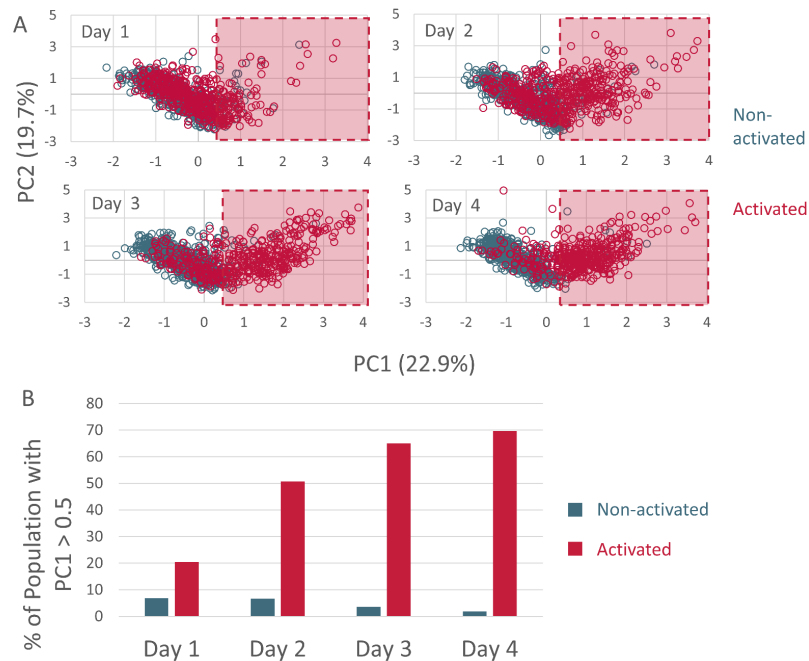 A
Day 1
Day 2
5
3
1
-1
-3
-3 -2 -1 0 1 2 3 4
5
3
1
-1
-3
-3 -2 -1 0 1 2 3 4
Non-
activated
Activated
PC2 (19.7%)
Day 3
Day 4
5
3
1
-1
-3
-3 -2 -1 0 1 2 3 4
5
3
1
-1
-3
-3 -2 -1 0 1 2 3 4
PC1 (22.9%)
B
% of Population with
PC1 > 0.5
80
70
60
50
40
30
20
10
0
Day 1 Day 2 Day 3 Day 4
Non-activated
Activated